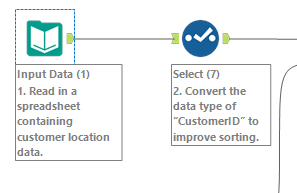 Input Data (1)
1. Read in a
spreadsheet
containing
customer location
data.
Select (7)
2. Convert the
data type of
“CustomerID” to
improve sorting.